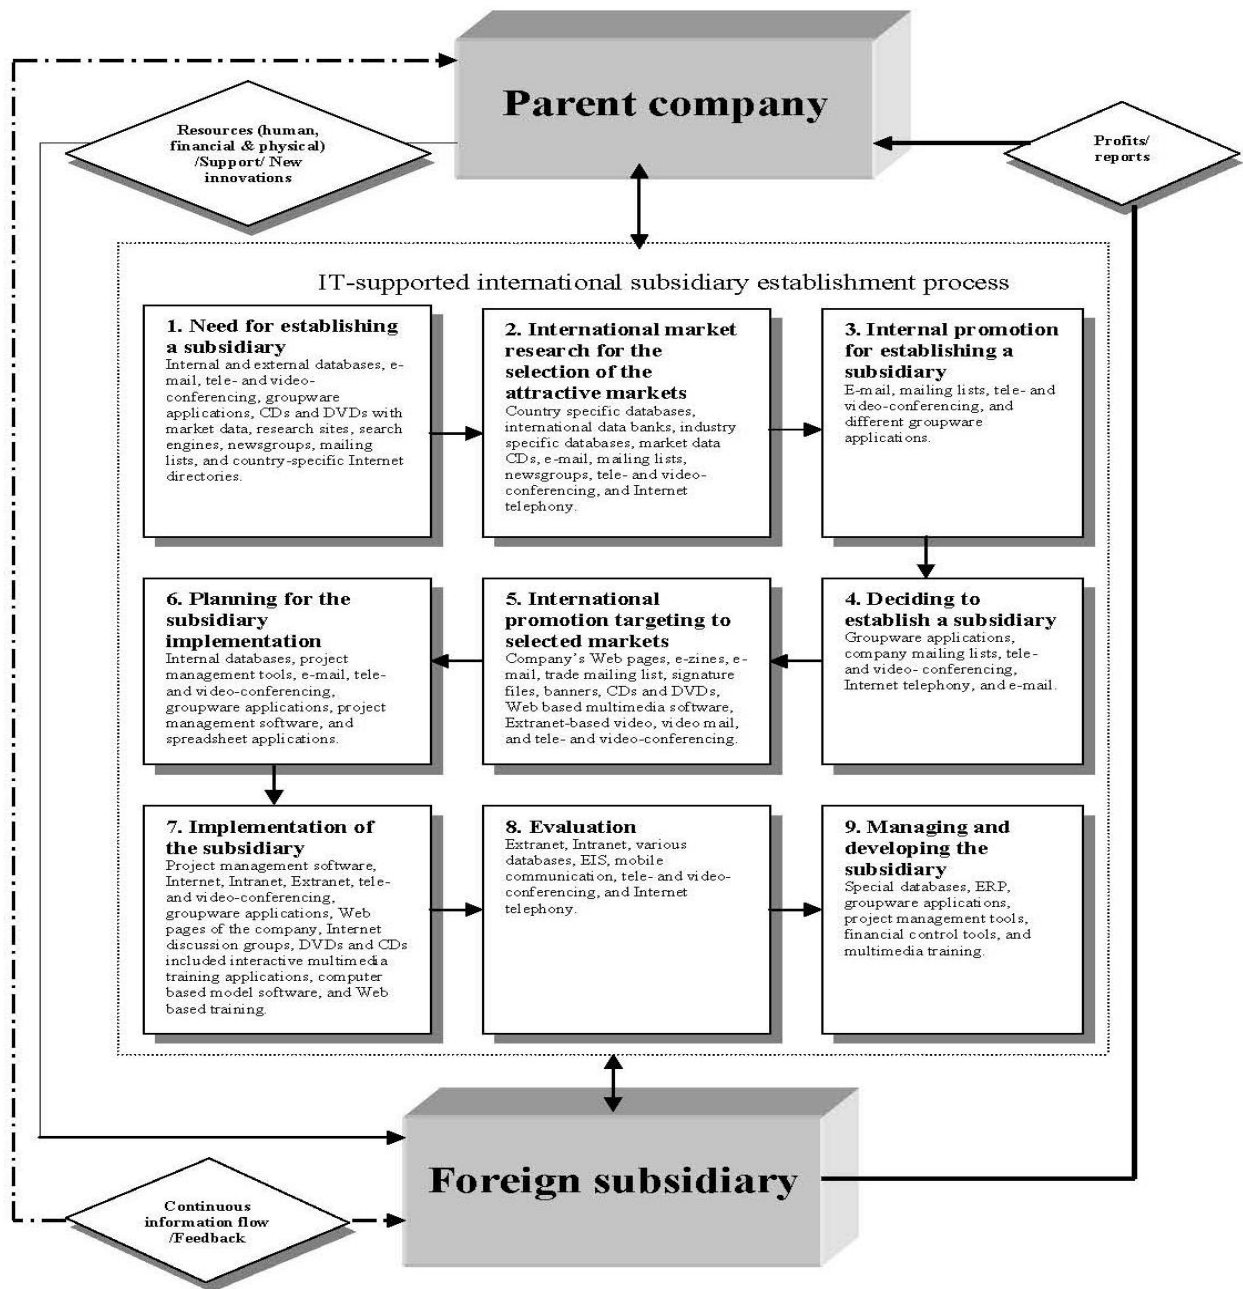 Parent company
Resources (human,
financial & physical)
/Support/ New
innovations
Profits/
reports
IT-supported international subsidiary establishment process
1. Need for establishing
a subsidiary
Internal and external databases, e-
mail, tele- and video-
conferencing, groupware
applications, CDs and DVDs with
market data, research sites, search
engines, newsgroups, mailing
lists, and country-specific Internet
directories.
2. International market
research for the
selection of the
attractive markets
Country specific databases,
international data banks, industry
specific databases, market data
CDs, e-mail, mailing lists,
newsgroups, tele- and video-
conferencing, and Internet
telephony.
3. Internal promotion
for establishing a
subsidiary
E-mail, mailing lists, tele- and
video-conferencing, and
different groupware
applications.
6. Planning for the
subsidiary
implementation
Internal databases, project
management tools, e-mail, tele-
and video-conferencing,
groupware applications, project
management software, and
spreadsheet applications.
5. International
promotion targeting to
selected markets
Company's Web pages, e-zines, e-
mail, trade mailing list, signature
files, banners, CDs and DVDs,
Web based multimedia software,
Extranet-based video, video mail,
and tele- and video-conferencing.
4. Deciding to
establish a subsidiary
Groupware applications,
company mailing lists, tele-
and video- conferencing,
Internet telephony, and e-mail.
7. Implementation of
the subsidiary
Project management software,
Internet, Intranet, Extranet, tele-
and video-conferencing,
groupware applications, Web
pages of the company, Internet
discussion groups, DVDs and CDs
included interactive multimedia
training applications, computer
based model software, and Web
based training.
8. Evaluation
Extranet, Intranet, various
databases, EIS, mobile
communication, tele- and video-
conferencing, and Internet
telephony.
9. Managing and
developing the
subsidiary
Special databases, ERP,
groupware applications,
project management tools,
financial control tools, and
multimedia training.
Foreign subsidiary
Continuous
information flow
/Feedback